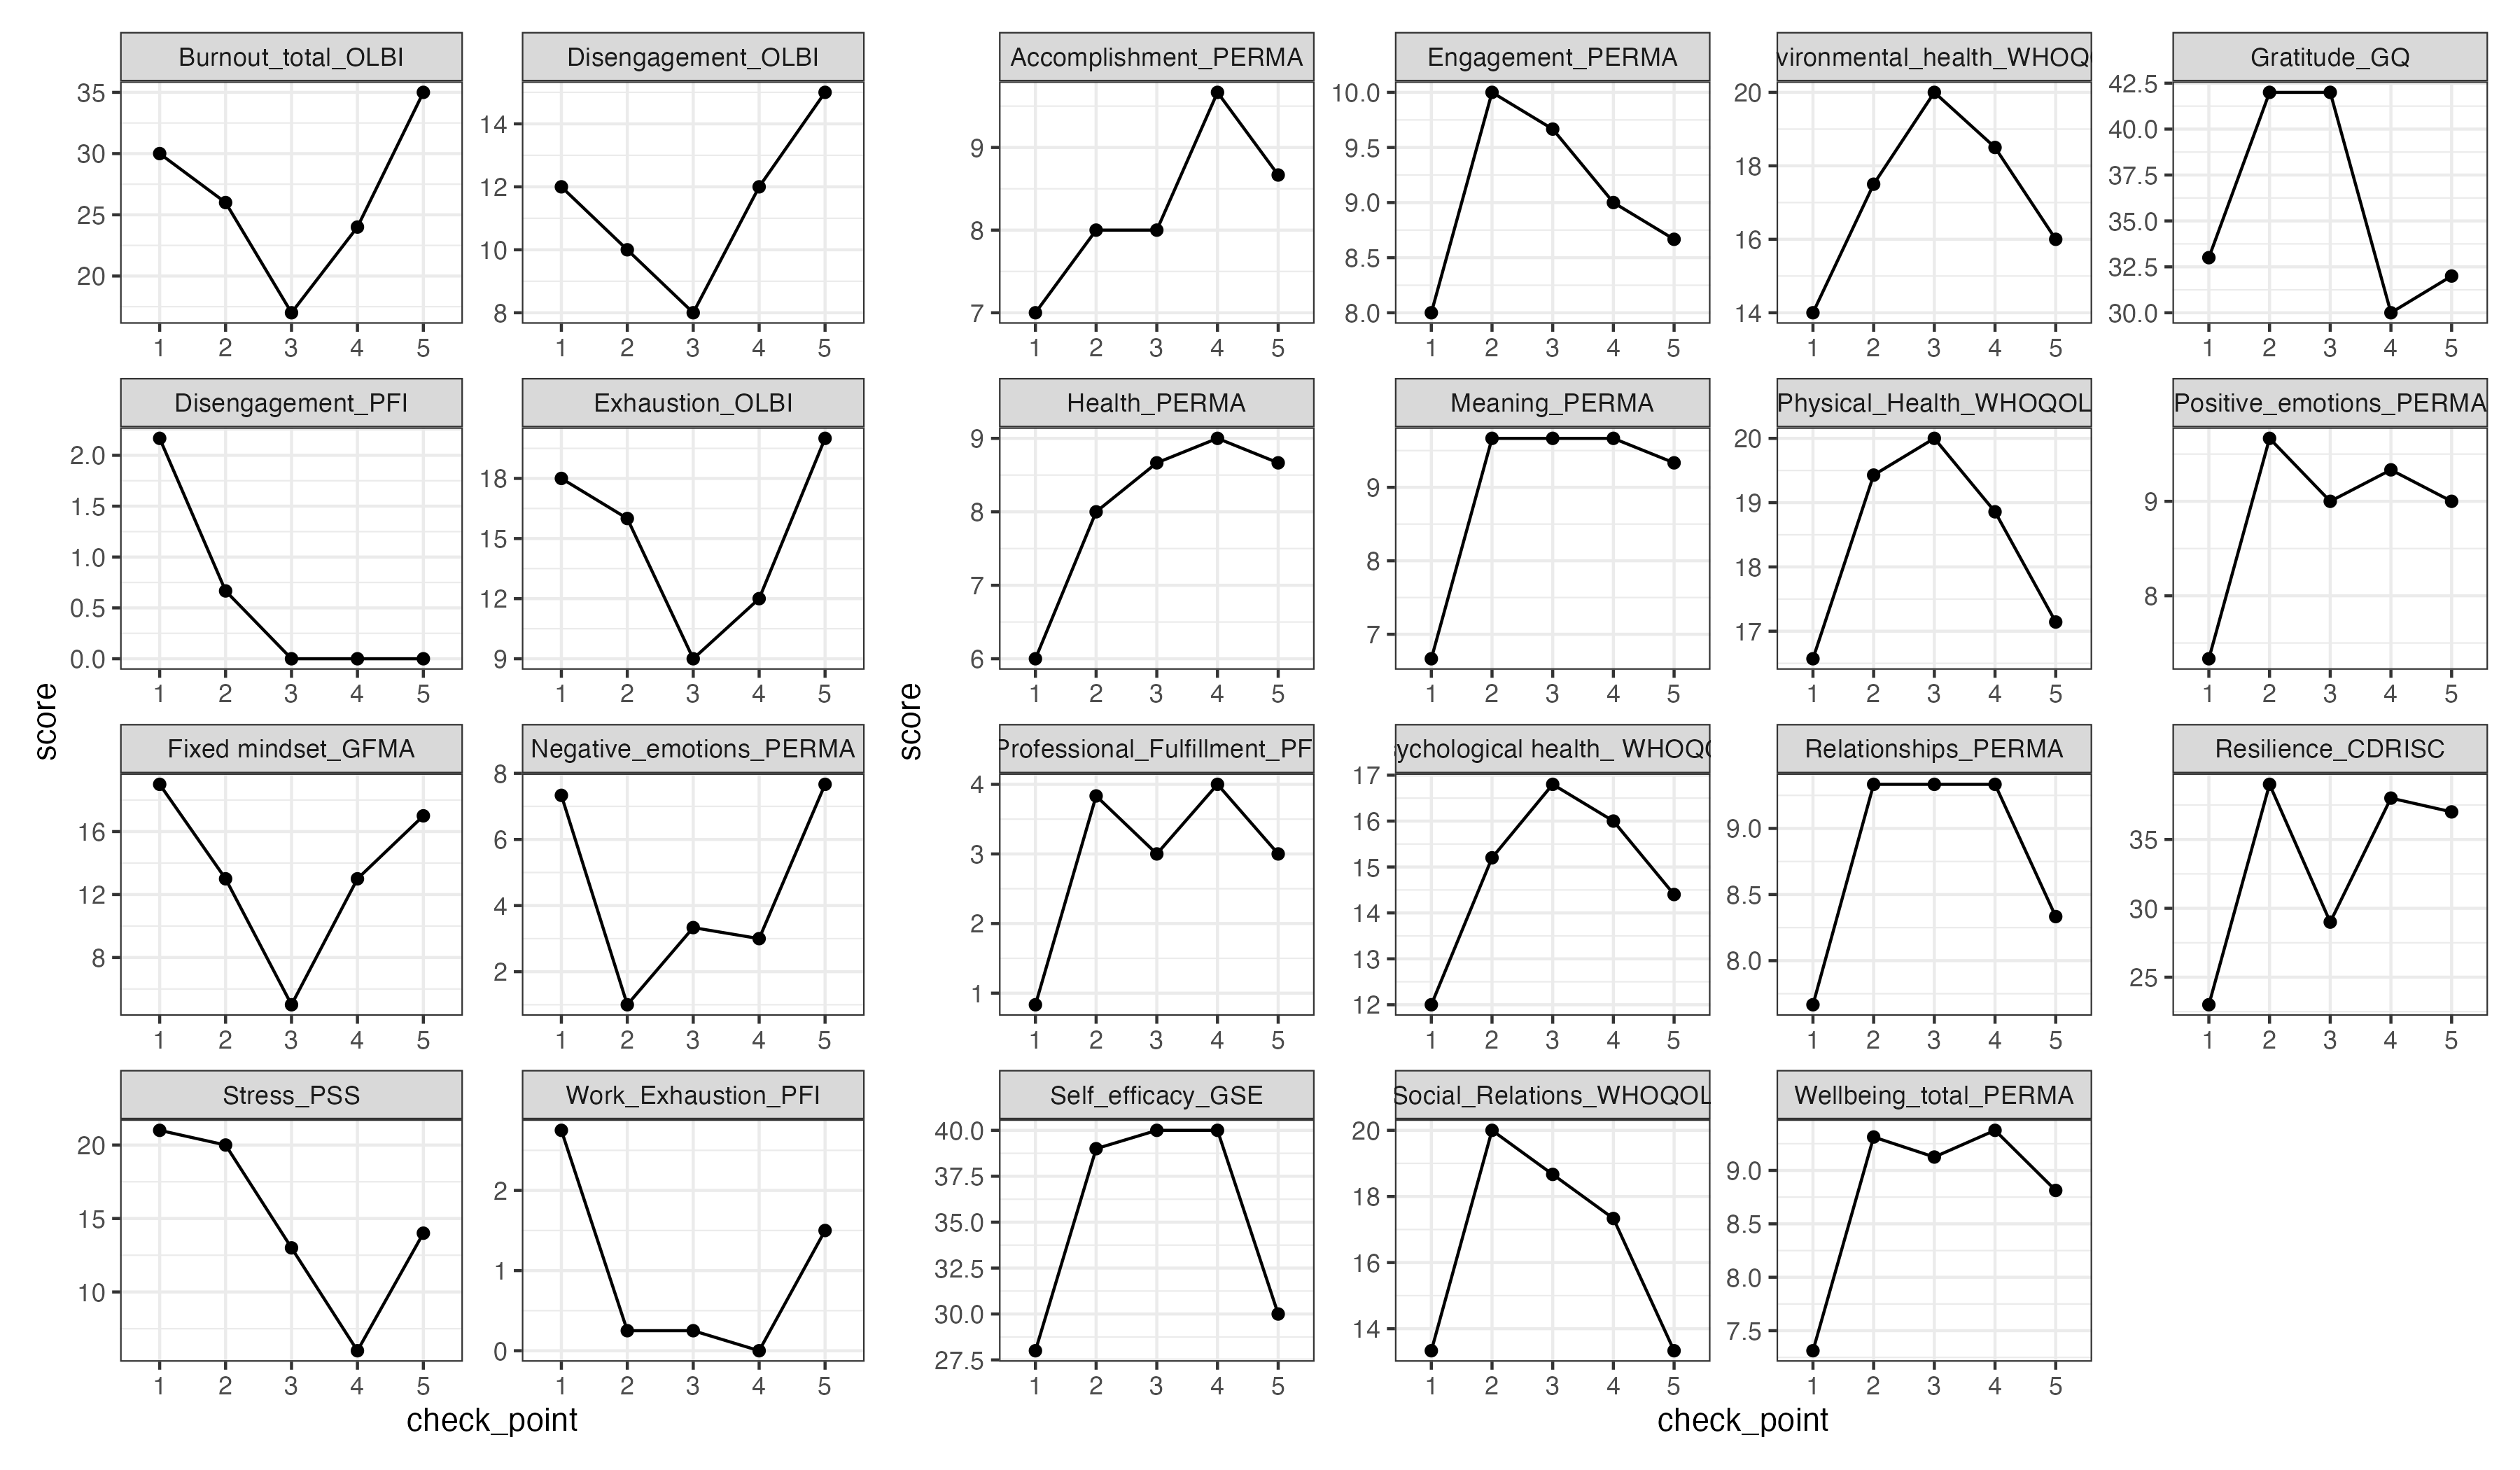 Burnout_total_OLBI
35
30
25
20
1 2 3 4 5
Disengagement_OLBI
14
12
10
8
1 2 3 4 5
Accomplishment_PERMA
9
8
7
1 2 3 4 5
Engagement_PERMA
10.0
9.5
9.0
8.5
8.0
1 2 3 4 5
vironmental_health_WHOQ
20
18
16
14
1 2 3 4 5
Gratitude_GQ
42.5
40.0
37.5
35.0
32.5
30.0
1 2 3 4 5
Disengagement_PFI
2.0
1.5
1.0
0.5
0.0
1 2 3 4 5
Exhaustion_OLBI
18
15
12
9
1 2 3 4 5
Health_PERMA
9
8
7
6
1 2 3 4 5
Meaning_PERMA
9
8
7
1 2 3 4 5
Physical_Health_WHOQOL
20
19
18
17
1 2 3 4 5
Positive_emotions_PERMA
9
8
1 2 3 4 5
score
score
Fixed mindset_GFMA
16
12
8
1 2 3 4 5
Negative_emotions_PERMA
8
6
4
2
1 2 3 4 5
Professional_Fulfillment_PF
4
3
2
1
1 2 3 4 5
ychological health_ WHOQ
17
16
15
14
13
12
1 2 3 4 5
Relationships_PERMA
9.0
8.5
8.0
1 2 3 4 5
Resilience_CDRISC
35
30
25
1 2 3 4 5
Stress_PSS
20
15
10
1 2 3 4 5
Work_Exhaustion_PFI
2
1
0
1 2 3 4 5
Self_efficacy_GSE
40.0
37.5
35.0
32.5
30.0
27.5
1 2 3 4 5
Social_Relations_WHOQOL
20
18
16
14
1 2 3 4 5
Wellbeing_total_PERMA
9.0
8.5
8.0
7.5
1 2 3 4 5
check_point
check_point